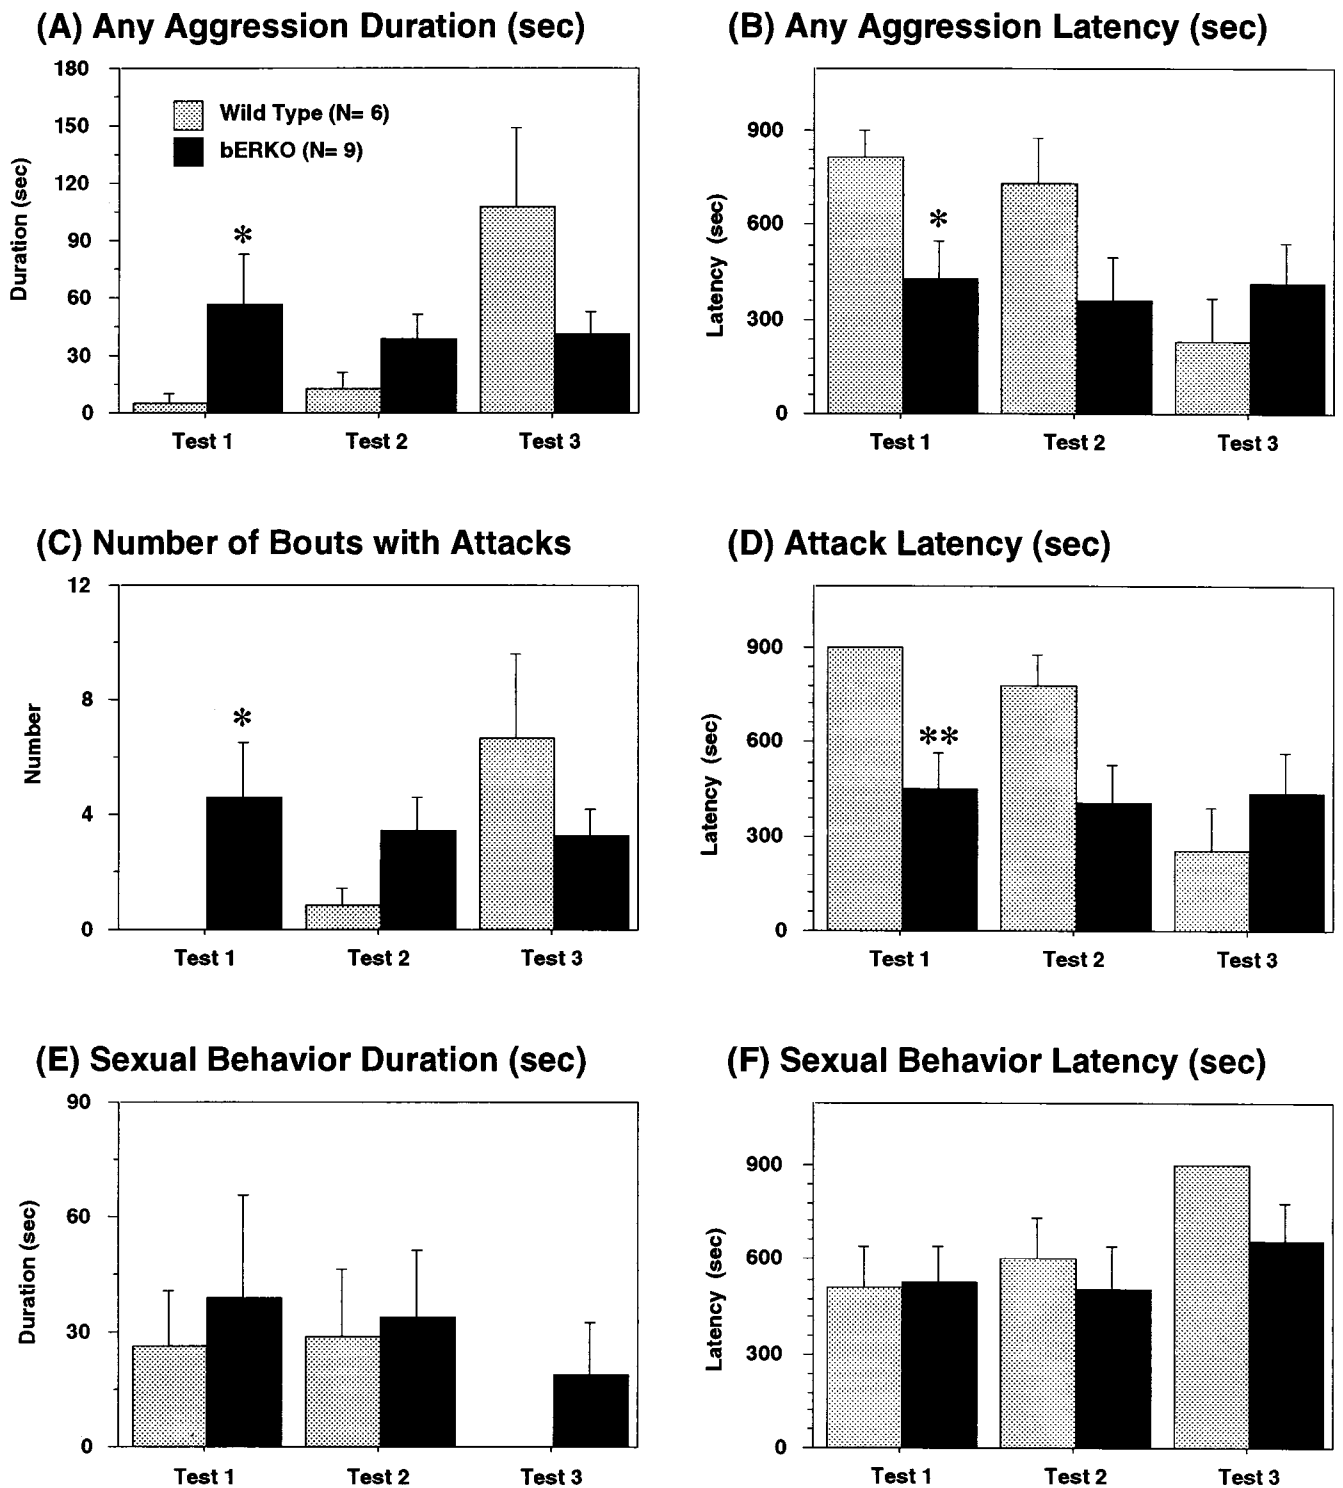 (A) Any Aggression Duration (sec)
180
150
120
90
60
30
0
Duration (sec)
Wild Type (N= 6)
bERKO (N= 9)
*
Test 1
Test 2
Test 3
(B) Any Aggression Latency (sec)
900
600
300
0
Latency (sec)
*
Test 1
Test 2
Test 3
(C) Number of Bouts with Attacks
12
8
4
0
Number
*
Test 1
Test 2
Test 3
(D) Attack Latency (sec)
900
600
300
0
Latency (sec)
**
Test 1
Test 2
Test 3
(E) Sexual Behavior Duration (sec)
90
60
30
0
Duration (sec)
Test 1
Test 2
Test 3
(F) Sexual Behavior Latency (sec)
900
600
300
0
Latency (sec)
Test 1
Test 2
Test 3